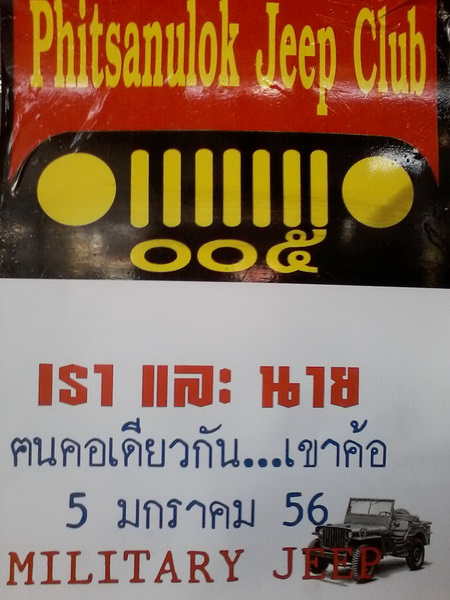 Phitsanulok Jeep Club
๐๐๕
เรา และ นาย
ฅนคอเดียวกัน...เขาค้อ
5 มกราคม 56
MILITARY JEEP